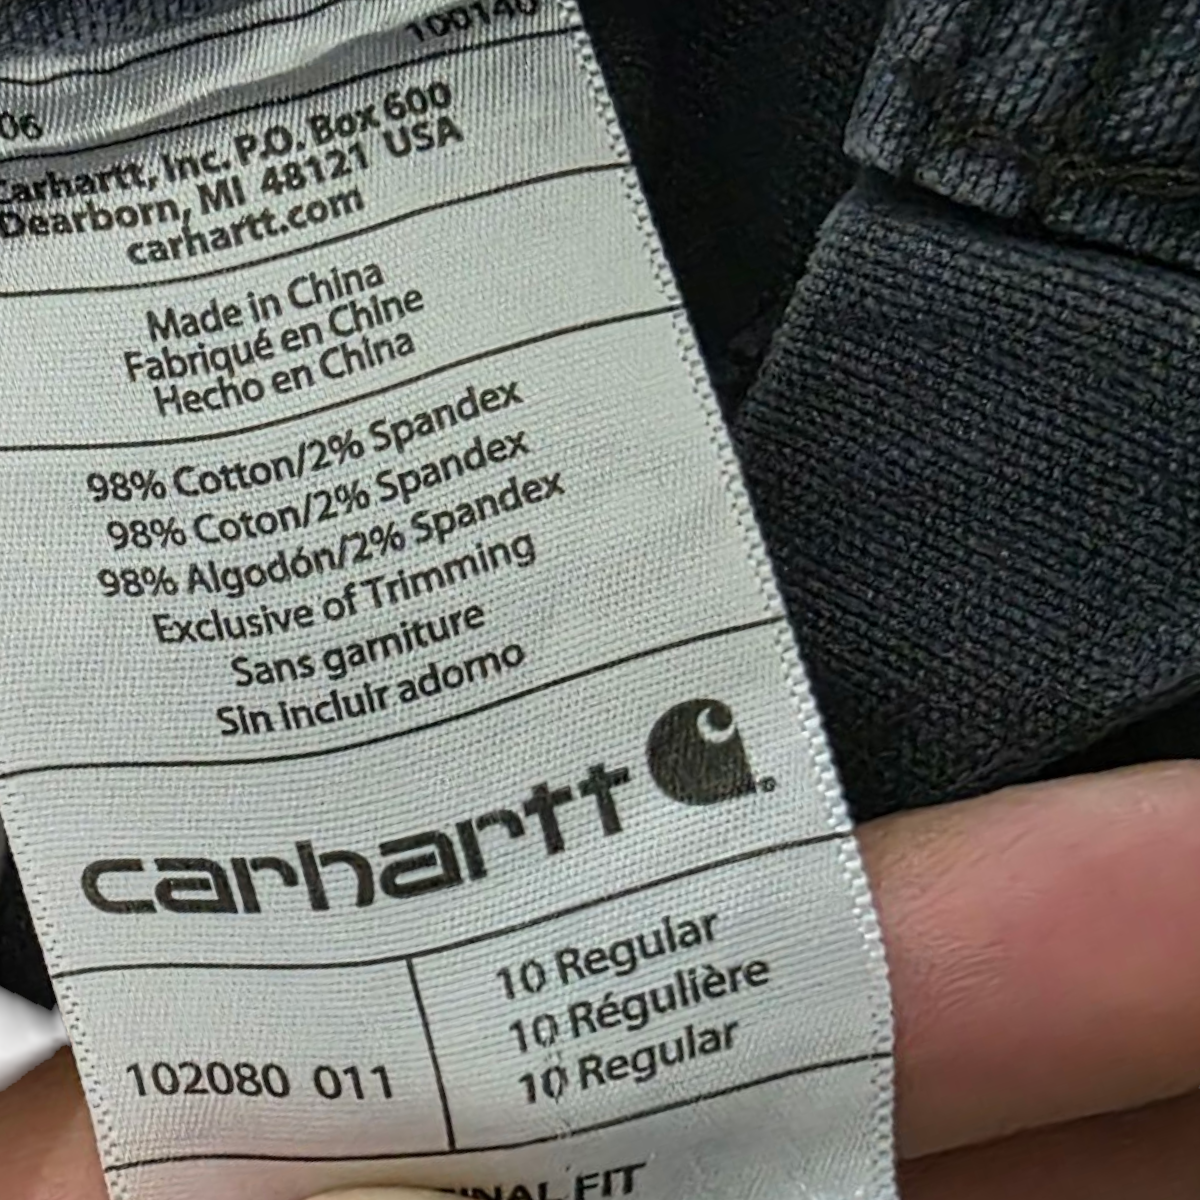 06
Carhartt, Inc. P.O. Box 600
Dearborn, MI 48121 USA
carhartt.com
Made in China
Fabriqué en Chine
Hecho en China
98% Cotton/2% Spandex
98% Coton/2% Spandex
98% Algodón/2% Spandex
Exclusive of Trimming
Sans garniture
Sin incluir adorno
carhartt
10 Regular
10 Régulière
10 Regular
102080 011
FIT